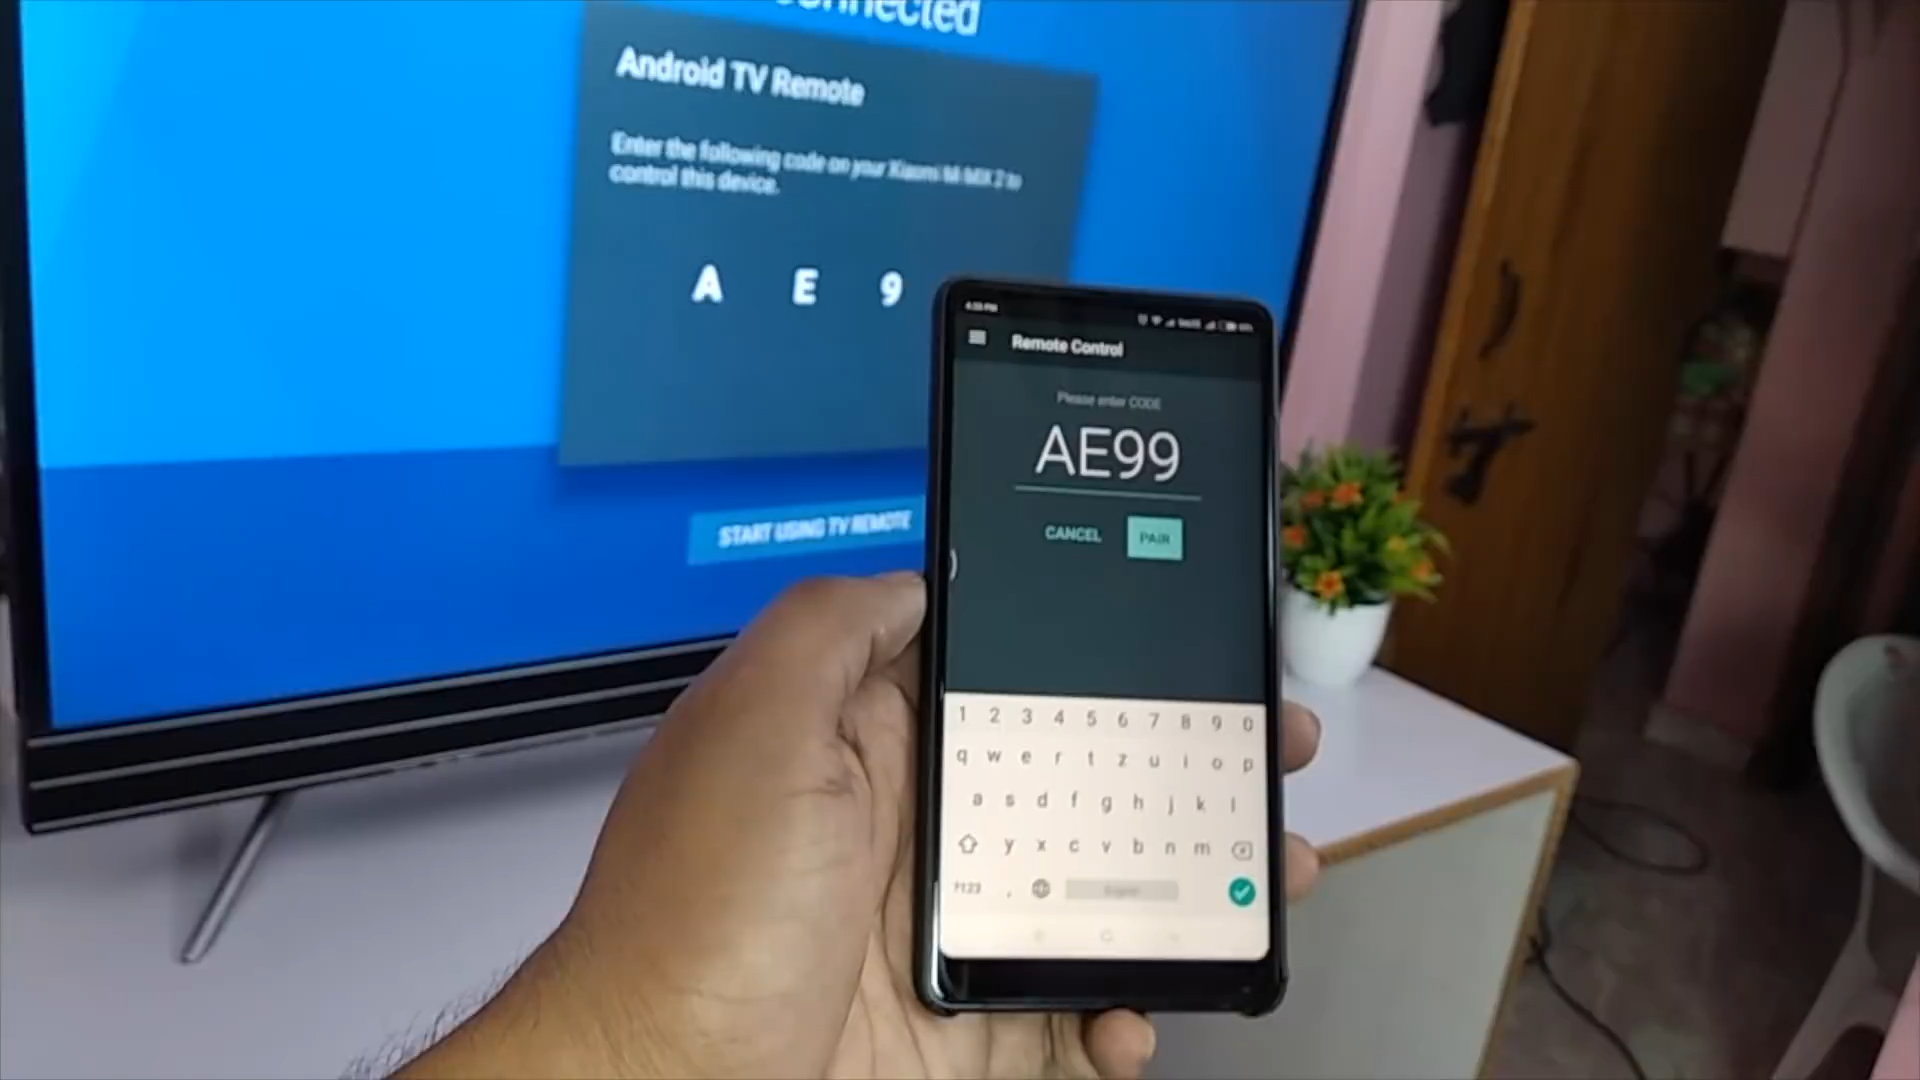 connected
Android TV Remote
Enter the following code on your Xiaomi Mi MIX 2 to
control this device.
A E 9
START USING TV REMOTE
Remote Control
Please enter CODE
AE99
CANCEL PAIR
1 2 3 4 5 6 7 8 9 0
q w e r t z u i o p
a s d f g h j k l
y x c v b n m
?123 ,